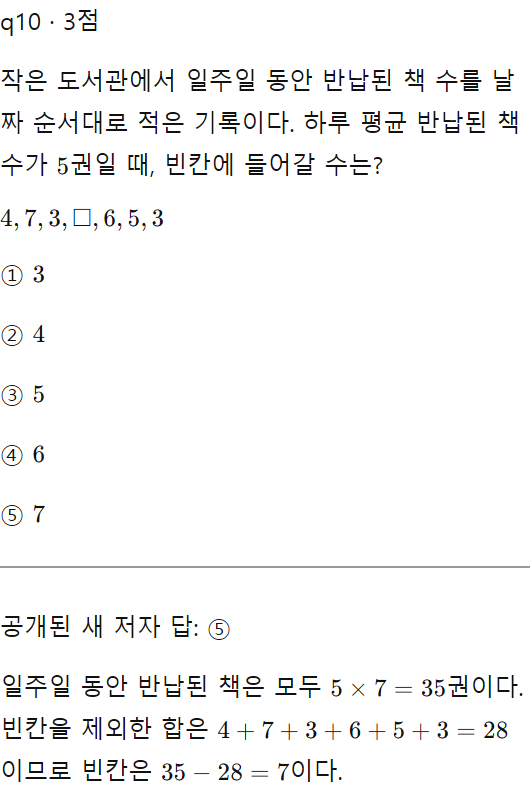 q10 · 3점
작은 도서관에서 일주일 동안 반납된 책 수를 날
짜 순서대로 적은 기록이다. 하루 평균 반납된 책
수가 5권일 때, 빈칸에 들어갈 수는?
4, 7, 3, □, 6, 5, 3
① 3
② 4
③ 5
④ 6
⑤ 7
공개된 새 저자 답: ⑤
일주일 동안 반납된 책은 모두 5 × 7 = 35권이다.
빈칸을 제외한 합은 4 + 7 + 3 + 6 + 5 + 3 = 28
이므로 빈칸은 35 − 28 = 7이다.